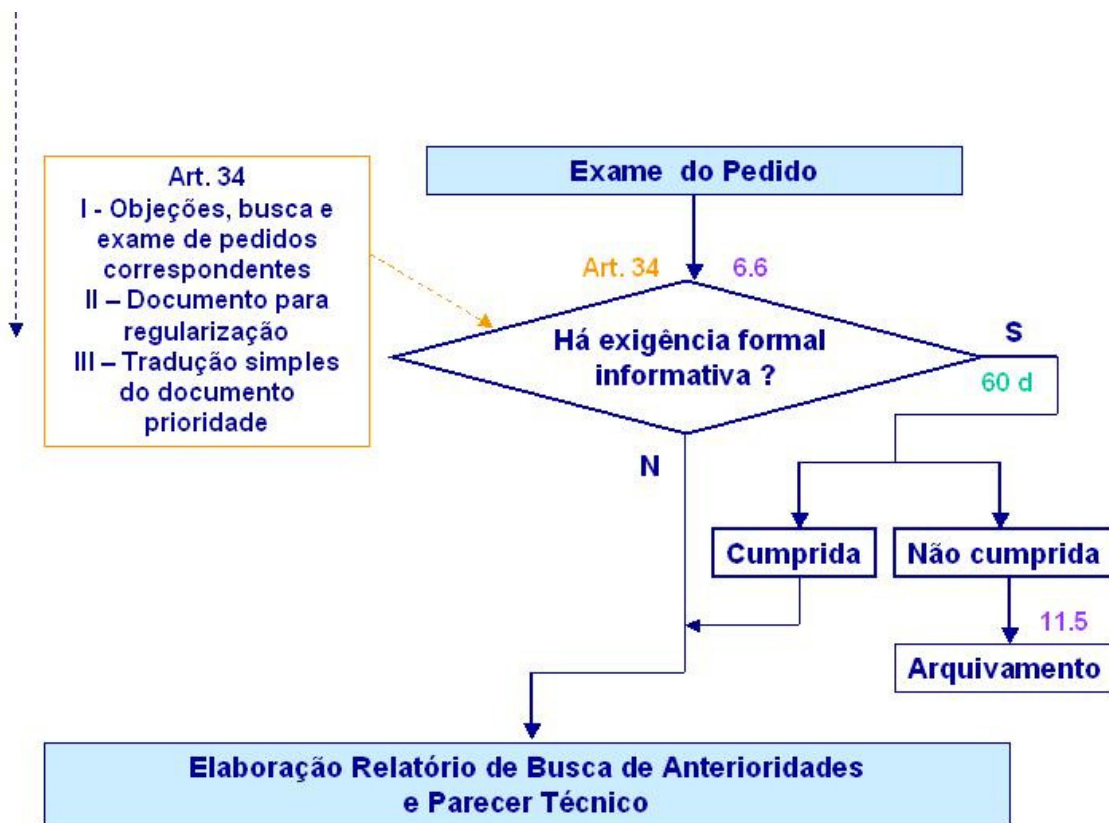 Exame do Pedido
Art. 34
I - Objeções, busca e
exame de pedidos
correspondentes
II – Documento para
regularização
III – Tradução simples
do documento
prioridade
Art. 34
6.6
Há exigência formal
informativa ?
S
60 d
N
Cumprida
Não cumprida
11.5
Arquivamento
Elaboração Relatório de Busca de Anterioridades
e Parecer Técnico